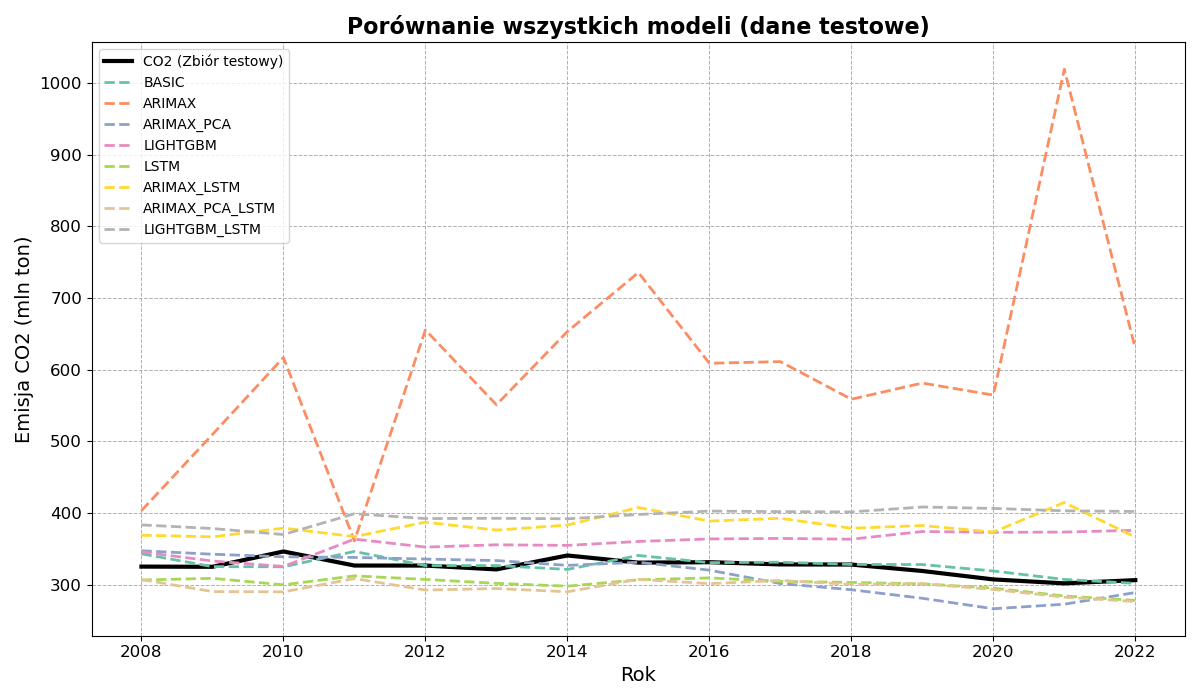 Porównanie wszystkich modeli (dane testowe)
CO2 (Zbiór testowy)
BASIC
ARIMAX
ARIMAX_PCA
LIGHTGBM
LSTM
ARIMAX_LSTM
ARIMAX_PCA_LSTM
LIGHTGBM_LSTM
Emisja CO2 (mln ton)
1000
900
800
700
600
500
400
300
2008 2010 2012 2014 2016 2018 2020 2022
Rok